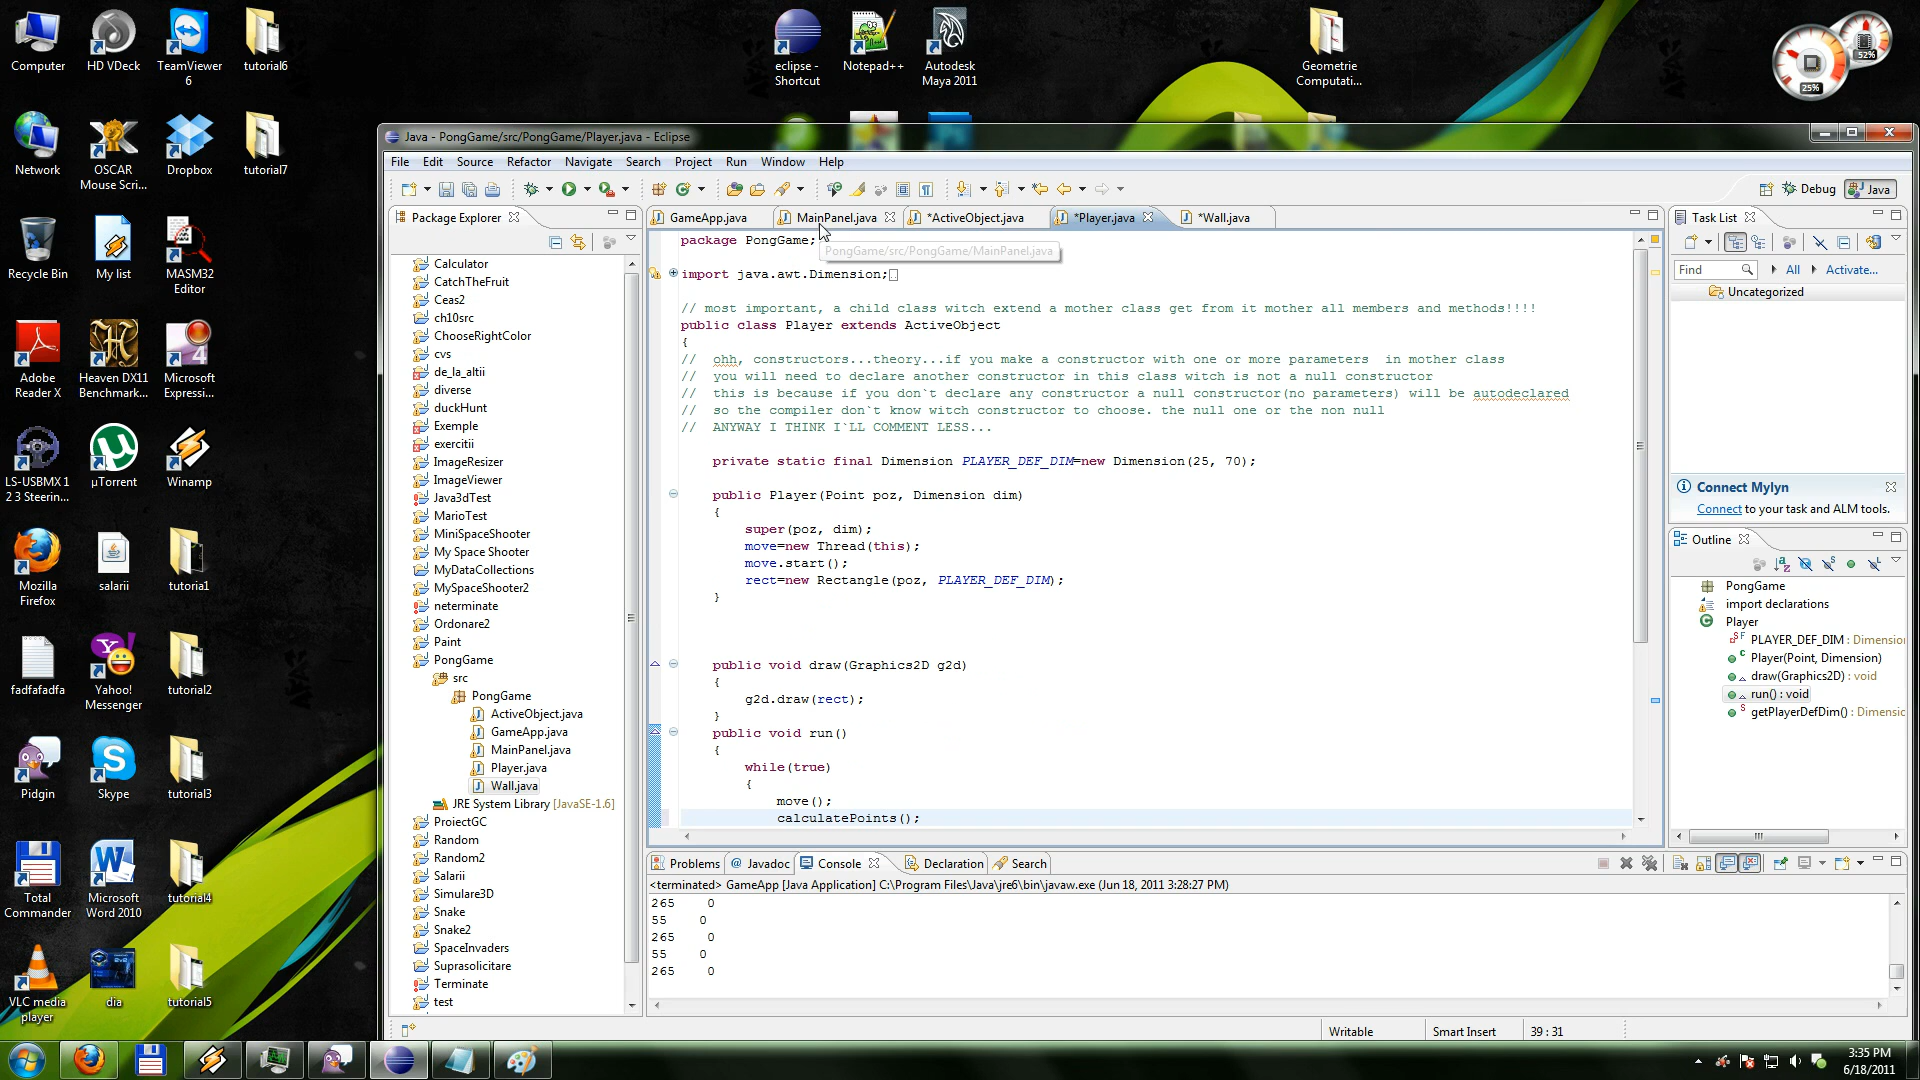 Computer
HD VDeck
TeamViewer 6
tutorial6
eclipse - Shortcut
Notepad++
Autodesk Maya 2011
Geometrie Computati...
52%
25%
Network
OSCAR Mouse Scri...
Dropbox
tutorial7
Recycle Bin
My list
MASM32 Editor
Adobe Reader X
Heaven DX11 Benchmark...
Microsoft Expressi...
LS-USBMX1 2 3 Steerin...
µTorrent
Winamp
Mozilla Firefox
salarii
tutoria1
fadfafadfa
Yahoo! Messenger
tutorial2
Pidgin
Skype
tutorial3
Total Commander
Microsoft Word 2010
tutorial4
VLC media player
dia
tutorial5
Java - PongGame/src/PongGame/Player.java - Eclipse
File Edit Source Refactor Navigate Search Project Run Window Help
Debug Java
Package Explorer
Calculator
CatchTheFruit
Ceas2
ch10src
ChooseRightColor
cvs
de_la_altii
diverse
duckHunt
Exemple
exercitii
ImageResizer
ImageViewer
Java3dTest
MarioTest
MiniSpaceShooter
My Space Shooter
MyDataCollections
MySpaceShooter2
neterminate
Ordonare2
Paint
PongGame
src
PongGame
ActiveObject.java
GameApp.java
MainPanel.java
Player.java
Wall.java
JRE System Library [JavaSE-1.6]
ProiectGC
Random
Random2
Salarii
Simulare3D
Snake
Snake2
SpaceInvaders
Suprasolicitare
Terminate
test
GameApp.java MainPanel.java *ActiveObject.java *Player.java *Wall.java
package PongGame;
PongGame/src/PongGame/MainPanel.java
import java.awt.Dimension;
// most important, a child class witch extend a mother class get from it mother all members and methods!!!!
public class Player extends ActiveObject
{
// ohh, constructors...theory...if you make a constructor with one or more parameters  in mother class
// you will need to declare another constructor in this class witch is not a null constructor
// this is because if you don`t declare any constructor a null constructor(no parameters) will be autodeclared
// so the compiler don`t know witch constructor to choose. the null one or the non null
// ANYWAY I THINK I`LL COMMENT LESS...
private static final Dimension PLAYER_DEF_DIM=new Dimension(25, 70);
public Player(Point poz, Dimension dim)
{
super(poz, dim);
move=new Thread(this);
move.start();
rect=new Rectangle(poz, PLAYER_DEF_DIM);
}
public void draw(Graphics2D g2d)
{
g2d.draw(rect);
}
public void run()
{
while(true)
{
move();
calculatePoints();
Task List
Find All Activate...
Uncategorized
Connect Mylyn
Connect to your task and ALM tools.
Outline
PongGame
import declarations
Player
PLAYER_DEF_DIM : Dimensio
Player(Point, Dimension)
draw(Graphics2D) : void
run() : void
getPlayerDefDim() : Dimensic
Problems @ Javadoc Console Declaration Search
<terminated> GameApp [Java Application] C:\Program Files\Java\jre6\bin\javaw.exe (Jun 18, 2011 3:28:27 PM)
265 0
55 0
265 0
55 0
265 0
Writable Smart Insert 39 : 31
3:35 PM
6/18/2011